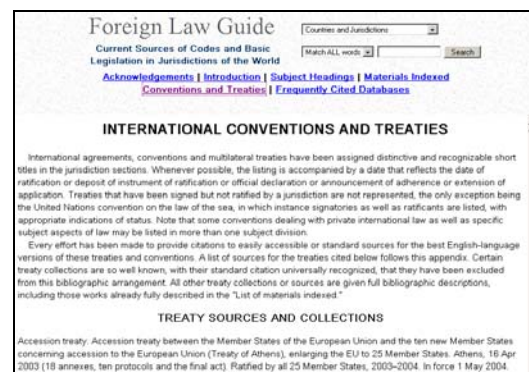 Foreign Law Guide
Countries and Jurisdictions
Current Sources of Codes and Basic
Legislation in Jurisdictions of the World
Match ALL words
Search
Acknowledgements | Introduction | Subject Headings | Materials Indexed
Conventions and Treaties | Frequently Cited Databases
INTERNATIONAL CONVENTIONS AND TREATIES
International agreements, conventions and multilateral treaties have been assigned distinctive and recognizable short
titles in the jurisdiction sections. Whenever possible, the listing is accompanied by a date that reflects the date of
ratification or deposit of instrument of ratification or official declaration or announcement of adherence or extension of
application. Treaties that have been signed but not ratified by a jurisdiction are not represented, the only exception being
the United Nations convention on the law of the sea, in which instance signatories as well as ratificants are listed, with
appropriate indications of status. Note that some conventions dealing with private international law as well as specific
subject aspects of law may be listed in more than one subject division.
Every effort has been made to provide citations to easily accessible or standard sources for the best English-language
versions of these treaties and conventions. A list of sources for the treaties cited below follows this appendix. Certain
treaty collections are so well known, with their standard citation universally recognized, that they have been excluded
from this bibliographic arrangement. All other treaty collections or sources are given full bibliographic descriptions,
including those works already fully described in the "List of materials indexed."
TREATY SOURCES AND COLLECTIONS
Accession treaty. Accession treaty between the Member States of the European Union and the ten new Member States
concerning accession to the European Union (Treaty of Athens), enlarging the EU to 25 Member States. Athens, 16 Apr
2003 (18 annexes, ten protocols and the final act). Ratified by all 25 Member States, 2003–2004. In force 1 May 2004.